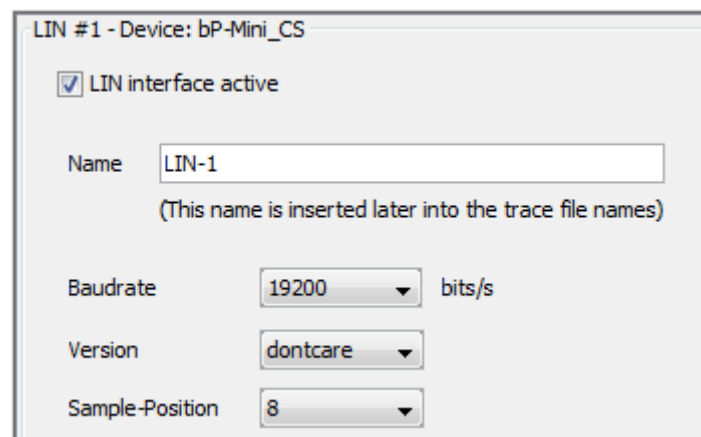 LIN #1 - Device: bP-Mini_CS
LIN interface active
Name LIN-1
(This name is inserted later into the trace file names)
Baudrate 19200 bits/s
Version dontcare
Sample-Position 8